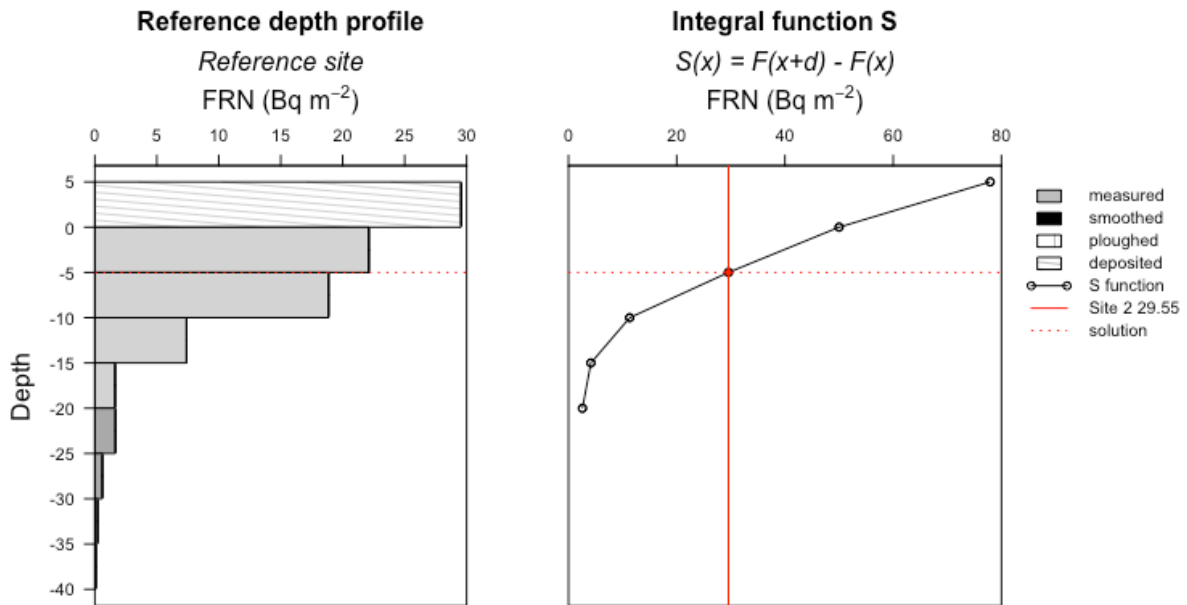 Reference depth profile
Reference site
FRN (Bq m⁻²)
0 5 10 15 20 25 30
Depth
5
0
-5
-10
-15
-20
-25
-30
-35
-40
Integral function S
S(x) = F(x+d) - F(x)
FRN (Bq m⁻²)
0 20 40 60 80
measured
smoothed
ploughed
deposited
S function
Site 2 29.55
solution